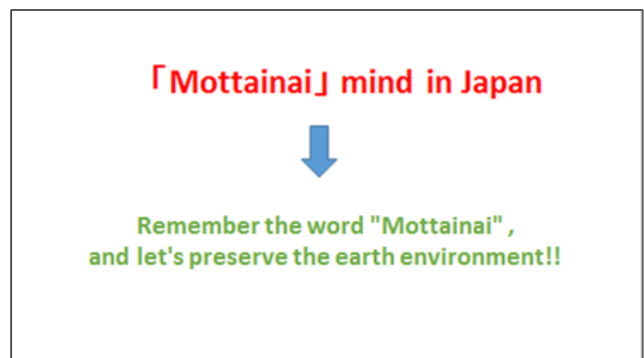 「Mottainai」 mind in Japan
Remember the word "Mottainai" ,
and let's preserve the earth environment!!